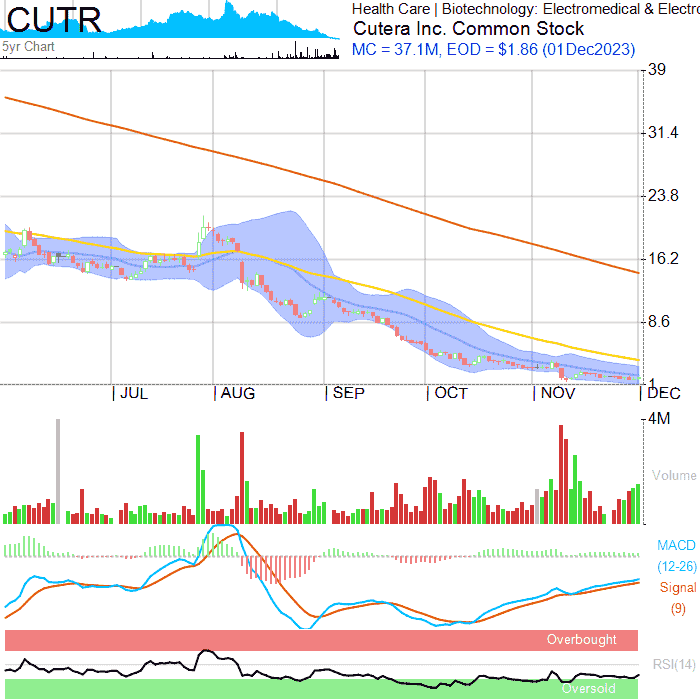 CUTR
5yr Chart
Health Care | Biotechnology: Electromedical & Electro
Cutera Inc. Common Stock
MC = 37.1M, EOD = $1.86 (01Dec2023)
39
31.4
23.8
16.2
8.6
1
| JUL | AUG | SEP | OCT | NOV | DEC
4M
Volume
MACD
(12-26)
Signal
(9)
Overbought
RSI(14)
Oversold